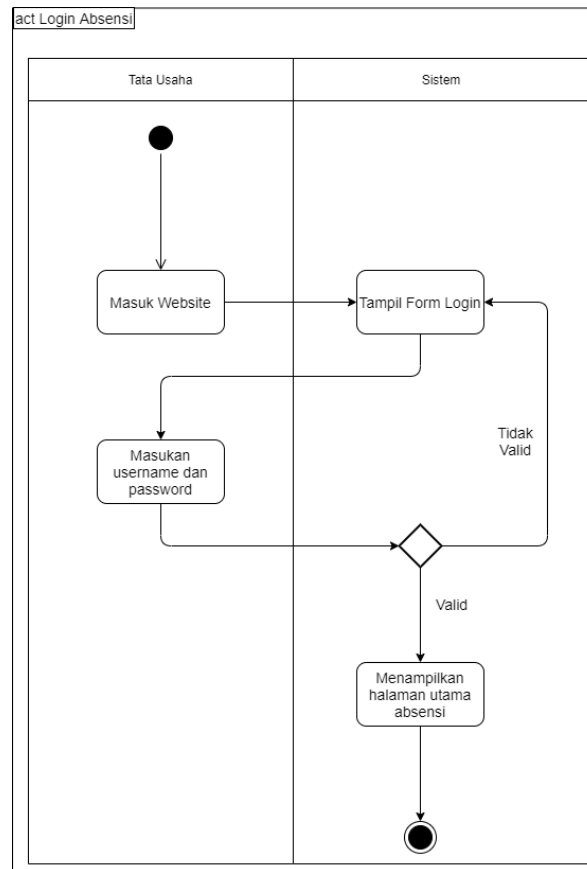 act Login Absensi
Tata Usaha
Sistem
Masuk Website
Tampil Form Login
Masukan
username dan
password
Tidak
Valid
Valid
Menampilkan
halaman utama
absensi